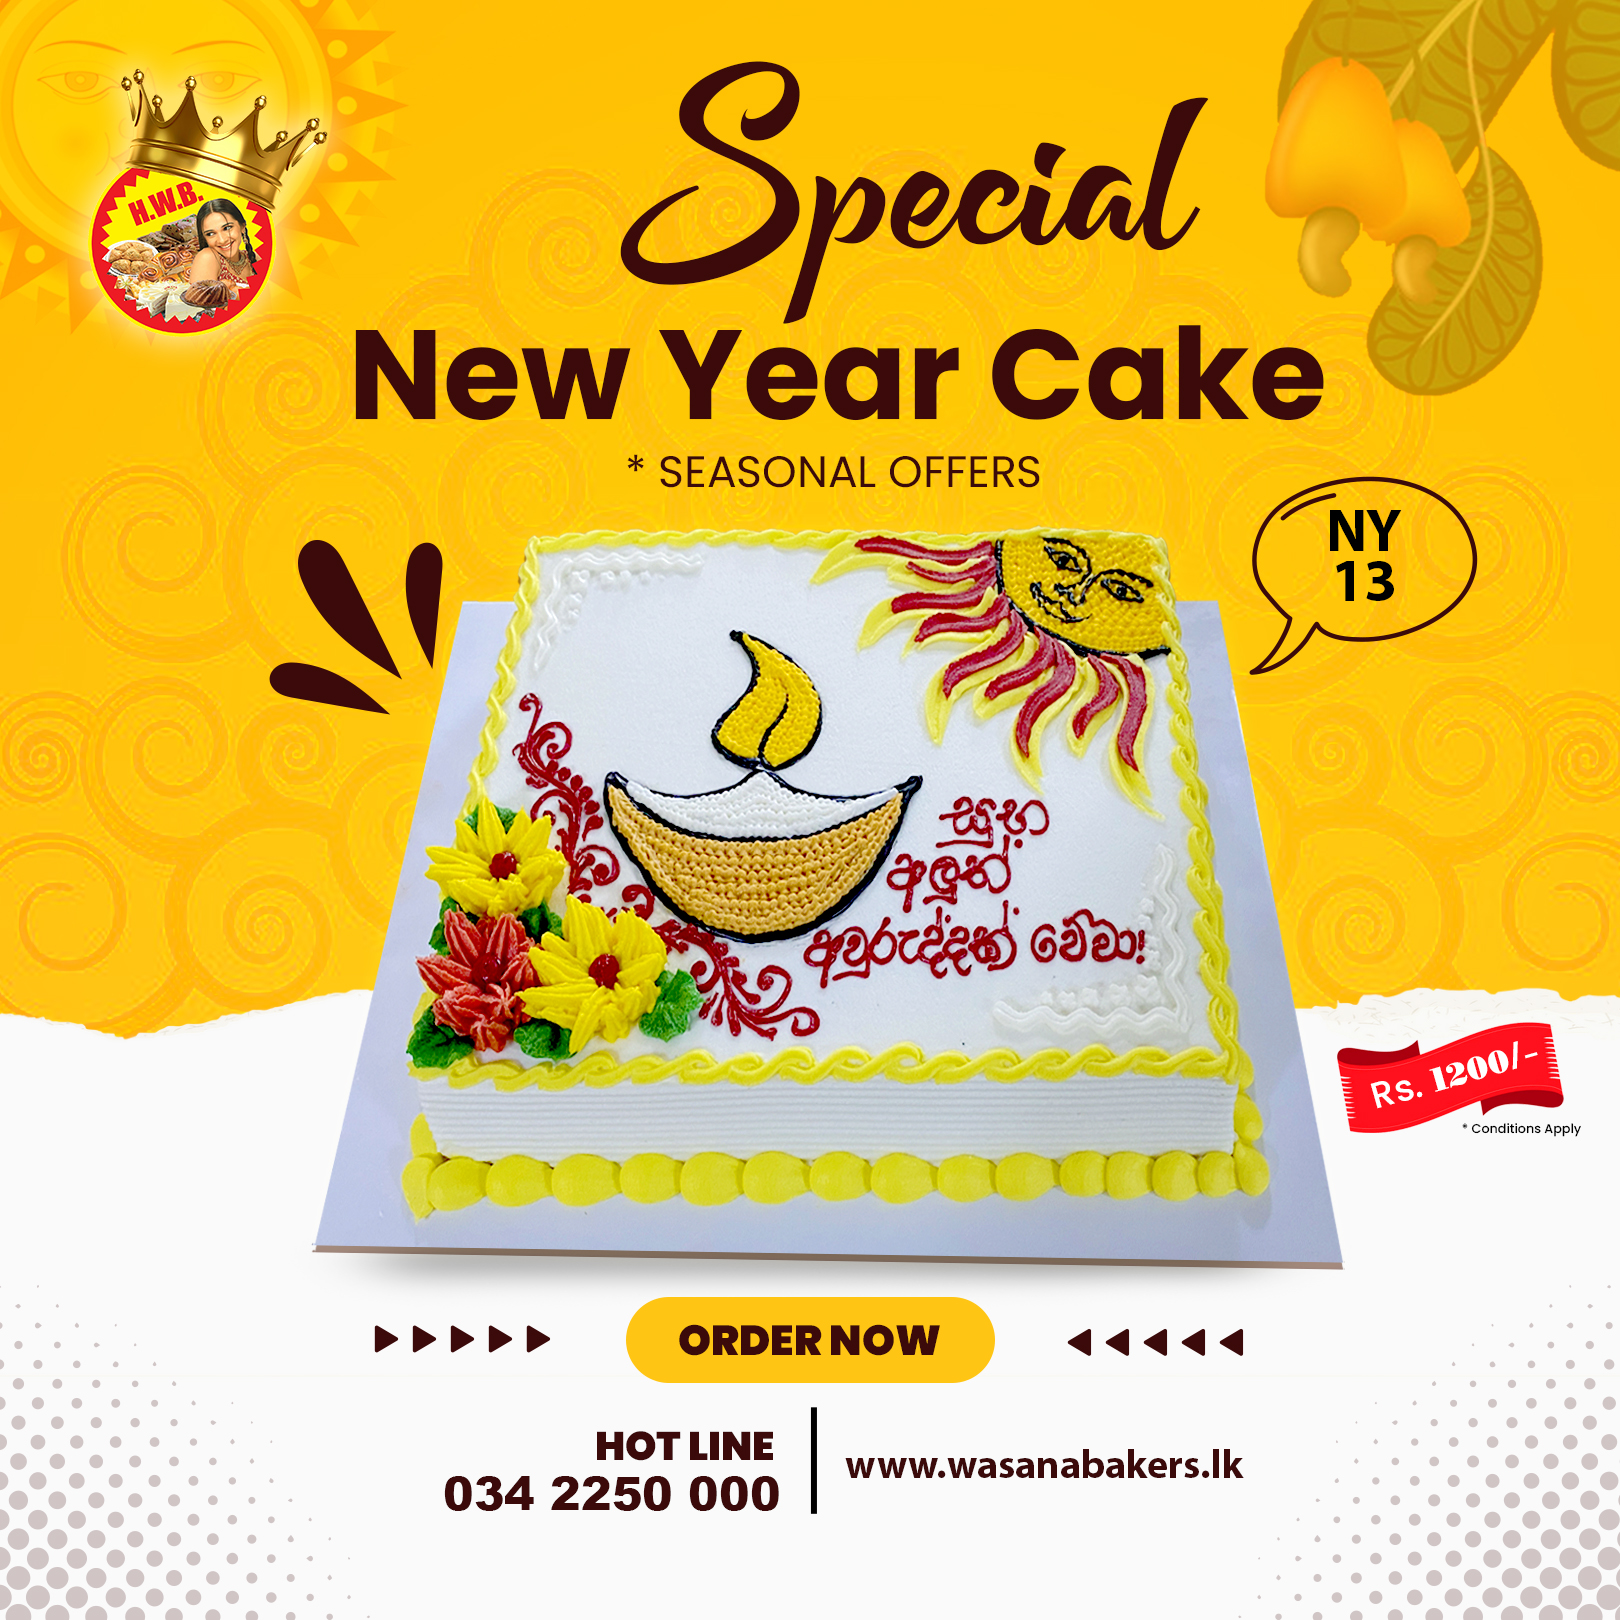 H.W.B.
Special
New Year Cake
* SEASONAL OFFERS
NY
13
සුභ
අලුත්
අවුරුද්දක් වේවා!
Rs. 1200/-
* Conditions Apply
ORDER NOW
HOT LINE
034 2250 000
www.wasanabakers.lk